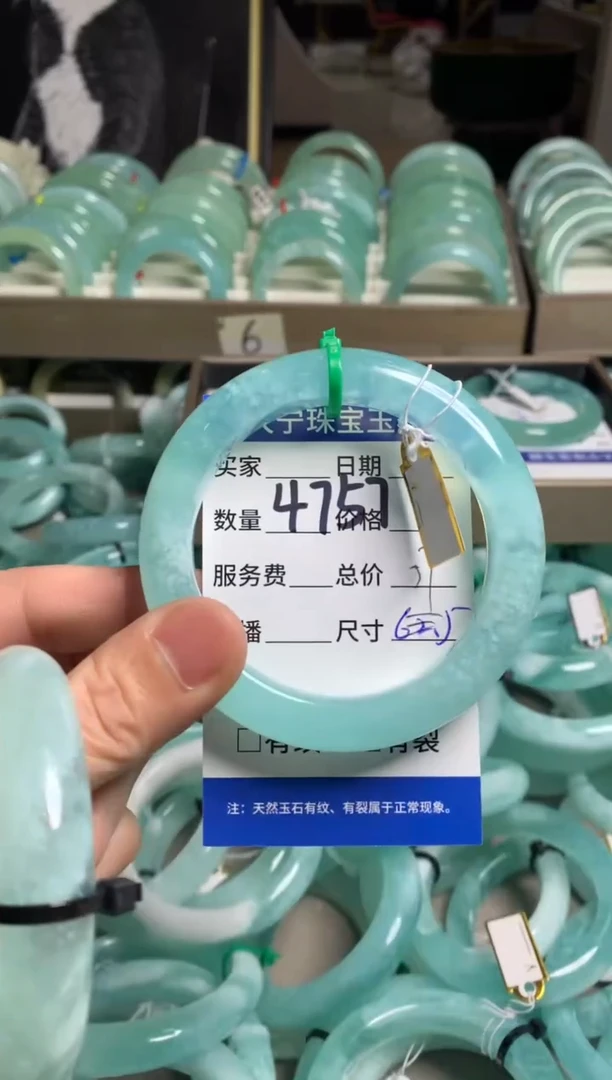 6
宁珠宝玉
买家 日期
4757
数量 价格
服务费 总价
播 尺寸
有裂
注：天然玉石有纹、有裂属于正常现象。